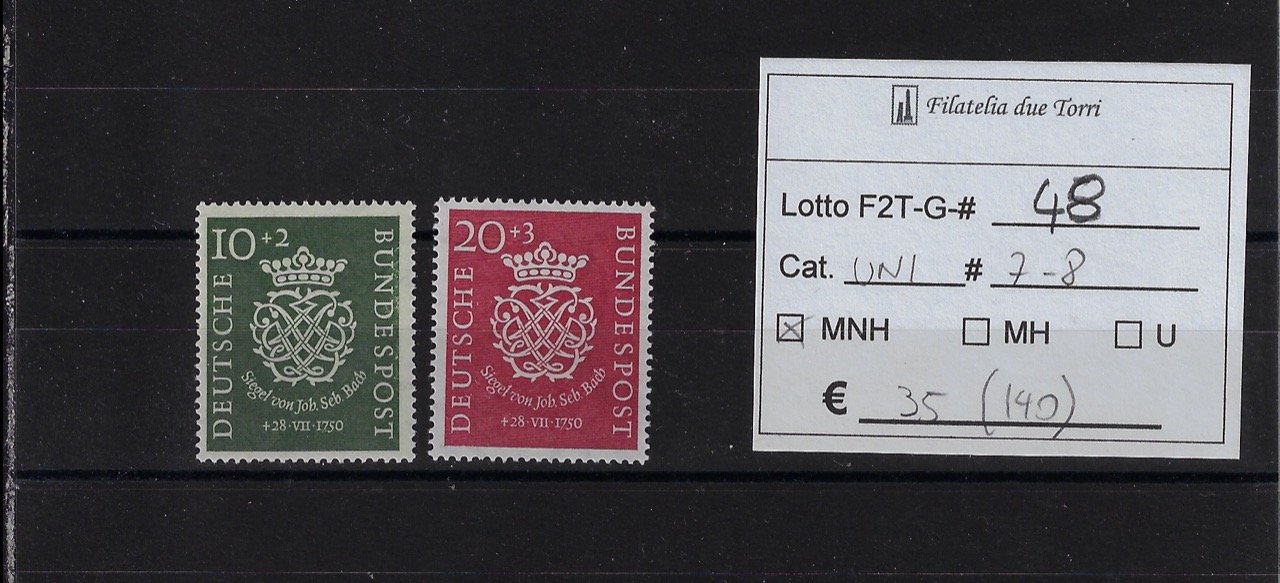 10+2
DEUTSCHE
BUNDESPOST
Siegel von Joh. Seb. Bach
+28·VII·1750
20+3
DEUTSCHE
BUNDESPOST
Siegel von Joh. Seb. Bach
+28·VII·1750
Filatelia due Torri
Lotto F2T-G-# 48
Cat. UNI # 7-8
☒ MNH ☐ MH ☐ U
€ 35 (140)